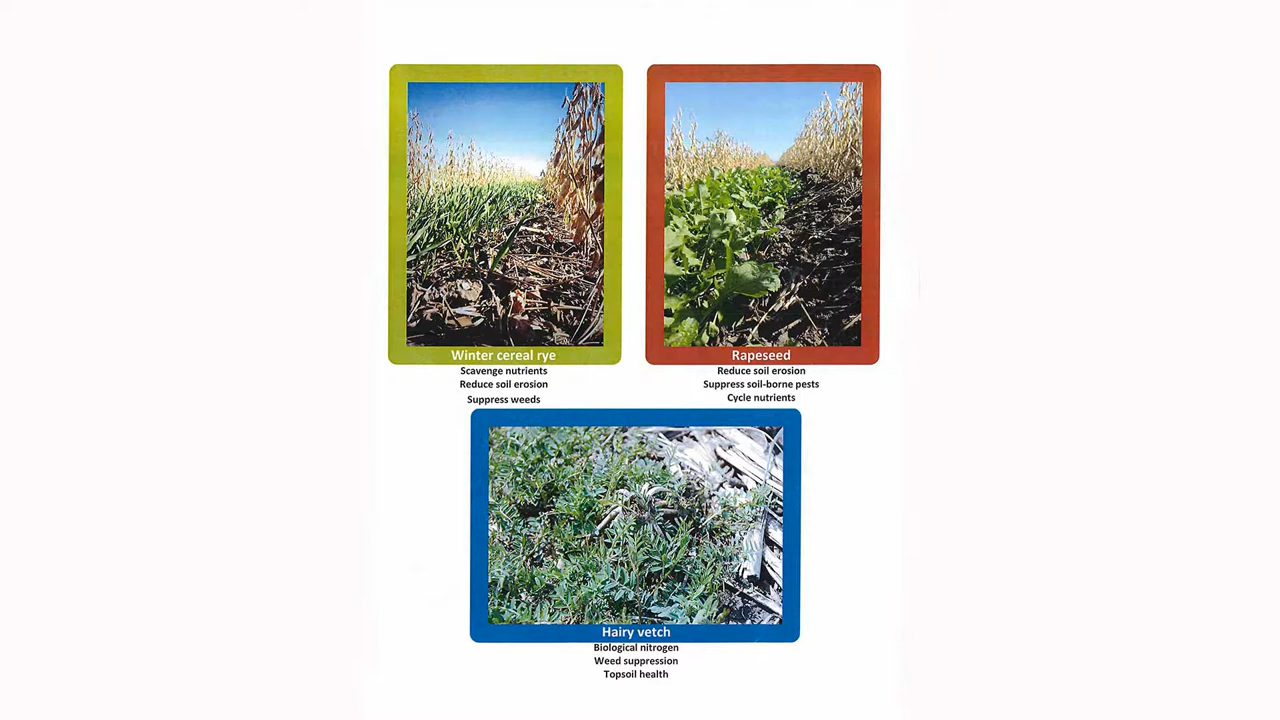 Winter cereal rye
Scavenge nutrients
Reduce soil erosion
Suppress weeds
Rapeseed
Reduce soil erosion
Suppress soil-borne pests
Cycle nutrients
Hairy vetch
Biological nitrogen
Weed suppression
Topsoil health